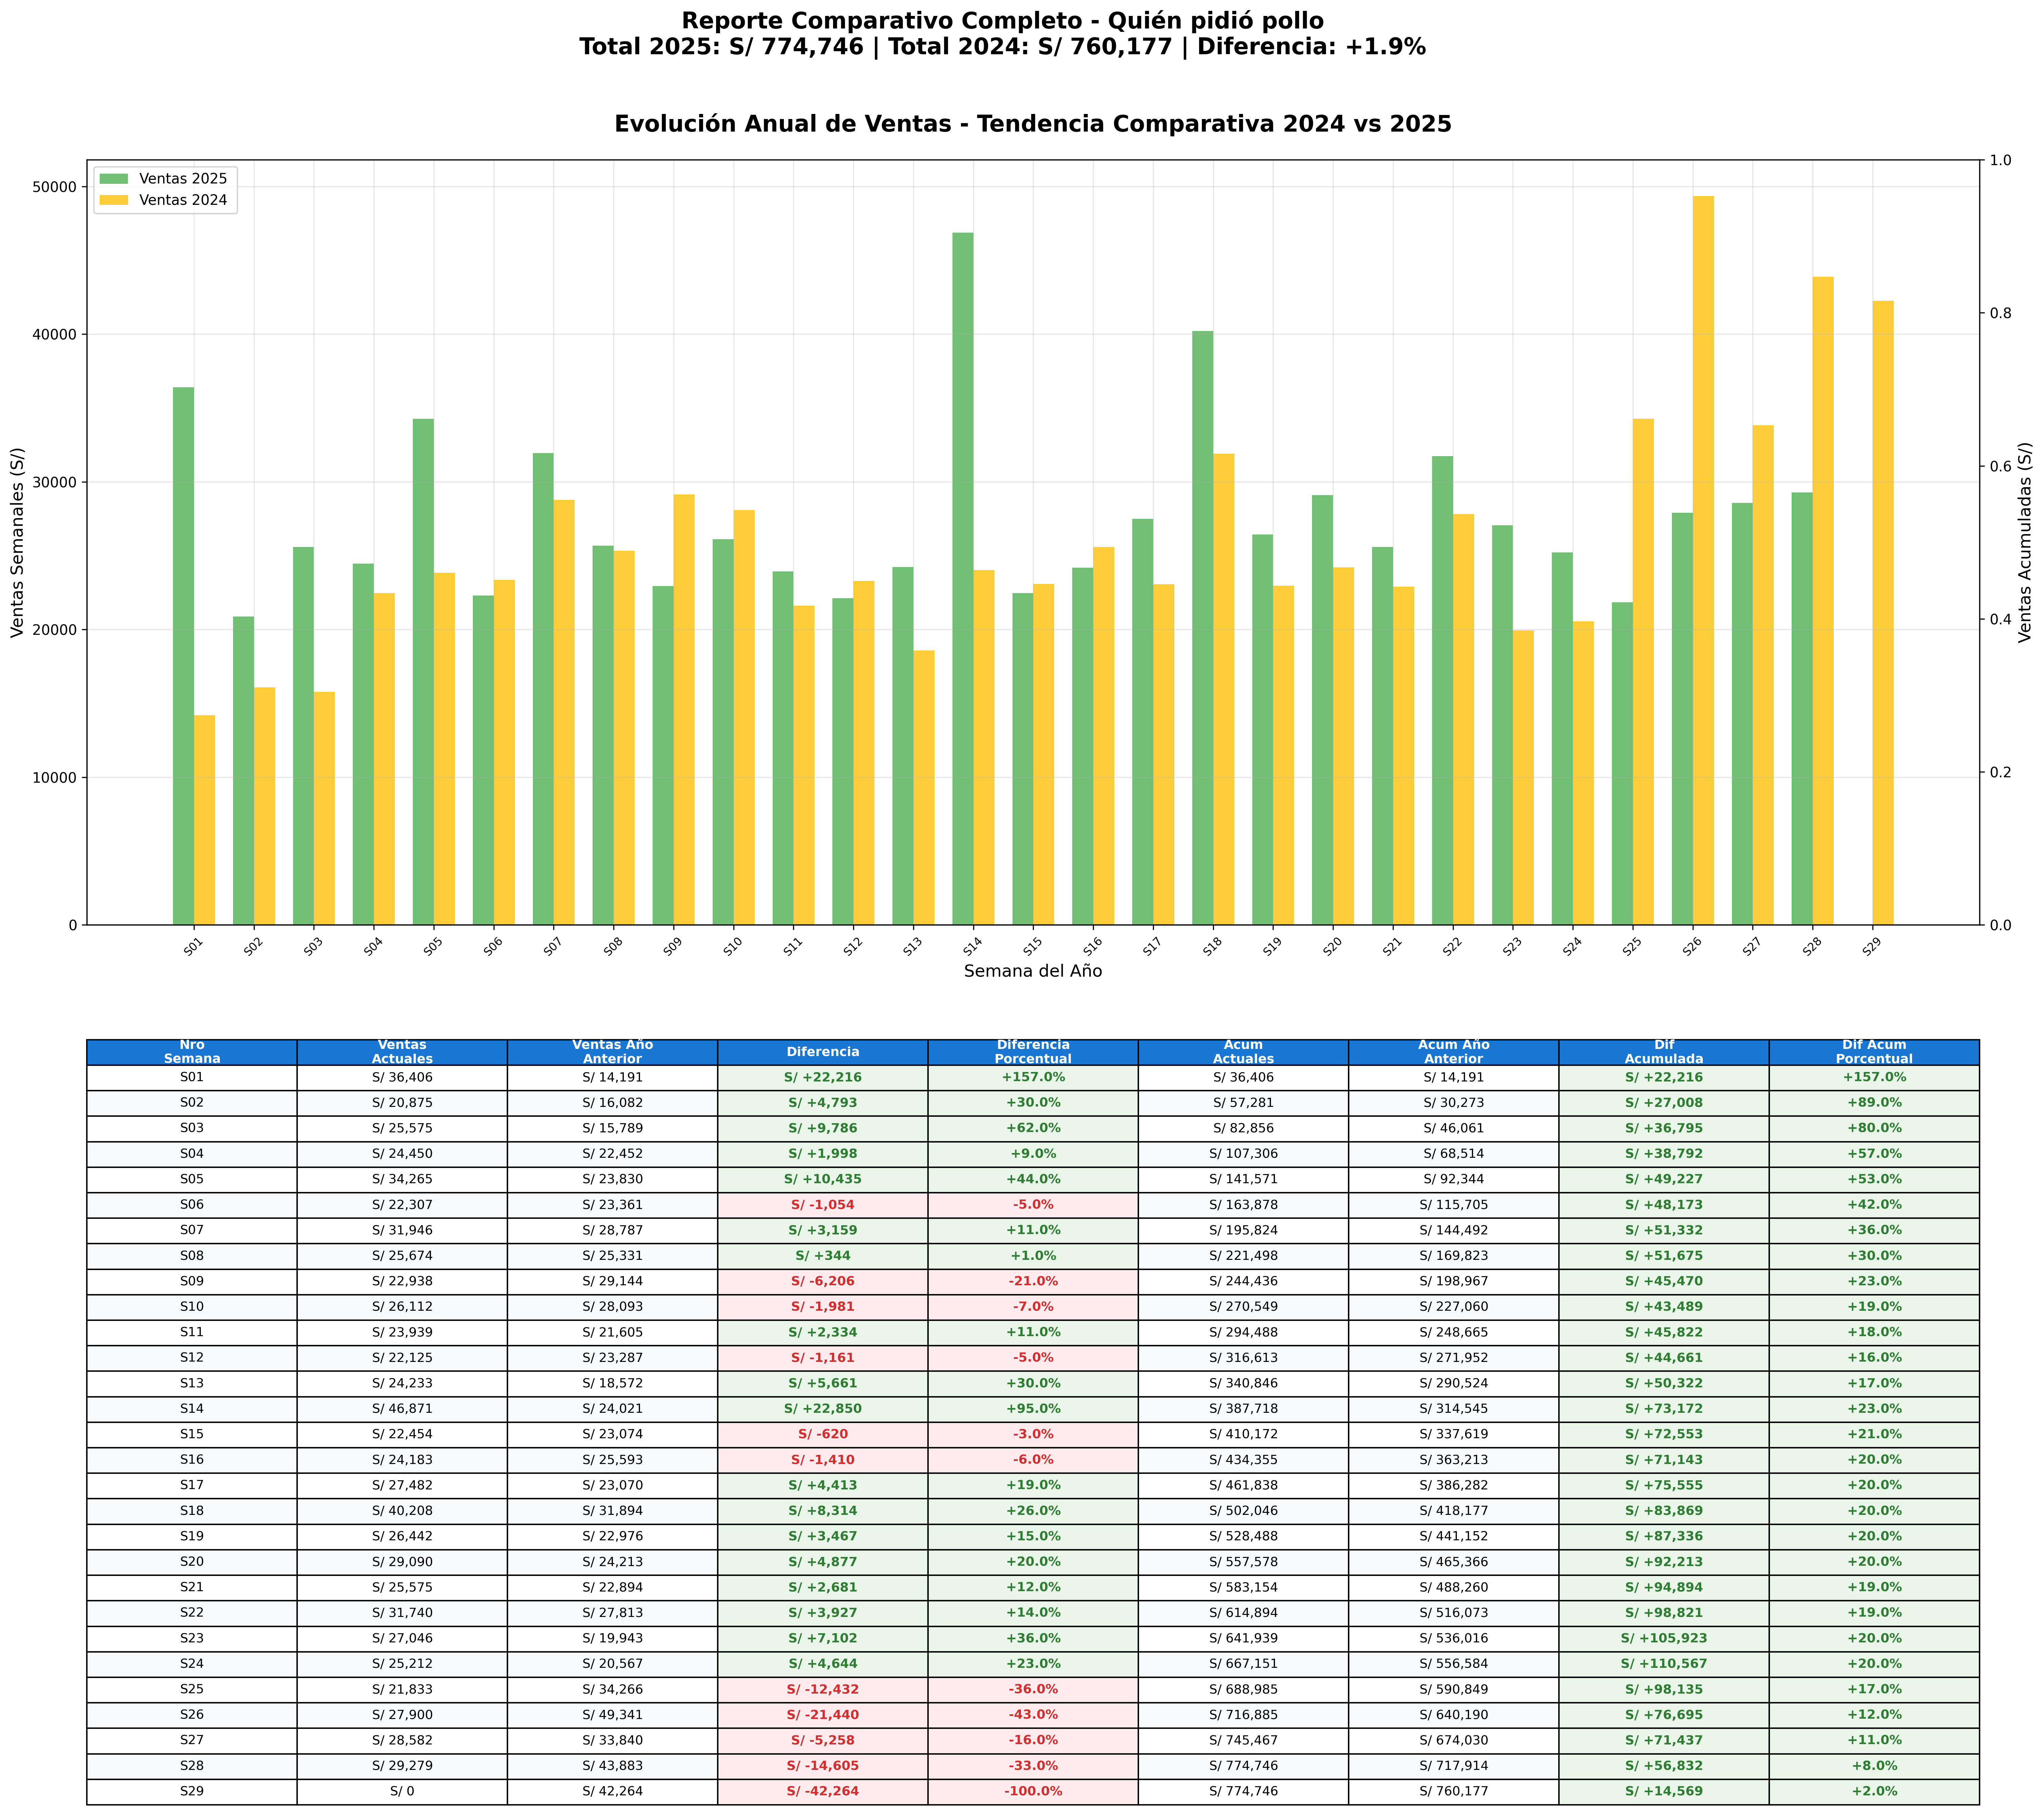 Reporte Comparativo Completo - Quién pidió pollo
Total 2025: S/ 774,746 | Total 2024: S/ 760,177 | Diferencia: +1.9%
Evolución Anual de Ventas - Tendencia Comparativa 2024 vs 2025
Ventas 2025
Ventas 2024
Ventas Semanales (S/)
50000
40000
30000
20000
10000
0
Ventas Acumuladas (S/)
1.0
0.8
0.6
0.4
0.2
0.0
S01 S02 S03 S04 S05 S06 S07 S08 S09 S10 S11 S12 S13 S14 S15 S16 S17 S18 S19 S20 S21 S22 S23 S24 S25 S26 S27 S28 S29
Semana del Año
Nro Semana Ventas Actuales Ventas Año Anterior Diferencia Diferencia Porcentual Acum Actuales Acum Año Anterior Dif Acumulada Dif Acum Porcentual
S01 S/ 36,406 S/ 14,191 S/ +22,216 +157.0% S/ 36,406 S/ 14,191 S/ +22,216 +157.0%
S02 S/ 20,875 S/ 16,082 S/ +4,793 +30.0% S/ 57,281 S/ 30,273 S/ +27,008 +89.0%
S03 S/ 25,575 S/ 15,789 S/ +9,786 +62.0% S/ 82,856 S/ 46,061 S/ +36,795 +80.0%
S04 S/ 24,450 S/ 22,452 S/ +1,998 +9.0% S/ 107,306 S/ 68,514 S/ +38,792 +57.0%
S05 S/ 34,265 S/ 23,830 S/ +10,435 +44.0% S/ 141,571 S/ 92,344 S/ +49,227 +53.0%
S06 S/ 22,307 S/ 23,361 S/ -1,054 -5.0% S/ 163,878 S/ 115,705 S/ +48,173 +42.0%
S07 S/ 31,946 S/ 28,787 S/ +3,159 +11.0% S/ 195,824 S/ 144,492 S/ +51,332 +36.0%
S08 S/ 25,674 S/ 25,331 S/ +344 +1.0% S/ 221,498 S/ 169,823 S/ +51,675 +30.0%
S09 S/ 22,938 S/ 29,144 S/ -6,206 -21.0% S/ 244,436 S/ 198,967 S/ +45,470 +23.0%
S10 S/ 26,112 S/ 28,093 S/ -1,981 -7.0% S/ 270,549 S/ 227,060 S/ +43,489 +19.0%
S11 S/ 23,939 S/ 21,605 S/ +2,334 +11.0% S/ 294,488 S/ 248,665 S/ +45,822 +18.0%
S12 S/ 22,125 S/ 23,287 S/ -1,161 -5.0% S/ 316,613 S/ 271,952 S/ +44,661 +16.0%
S13 S/ 24,233 S/ 18,572 S/ +5,661 +30.0% S/ 340,846 S/ 290,524 S/ +50,322 +17.0%
S14 S/ 46,871 S/ 24,021 S/ +22,850 +95.0% S/ 387,718 S/ 314,545 S/ +73,172 +23.0%
S15 S/ 22,454 S/ 23,074 S/ -620 -3.0% S/ 410,172 S/ 337,619 S/ +72,553 +21.0%
S16 S/ 24,183 S/ 25,593 S/ -1,410 -6.0% S/ 434,355 S/ 363,213 S/ +71,143 +20.0%
S17 S/ 27,482 S/ 23,070 S/ +4,413 +19.0% S/ 461,838 S/ 386,282 S/ +75,555 +20.0%
S18 S/ 40,208 S/ 31,894 S/ +8,314 +26.0% S/ 502,046 S/ 418,177 S/ +83,869 +20.0%
S19 S/ 26,442 S/ 22,976 S/ +3,467 +15.0% S/ 528,488 S/ 441,152 S/ +87,336 +20.0%
S20 S/ 29,090 S/ 24,213 S/ +4,877 +20.0% S/ 557,578 S/ 465,366 S/ +92,213 +20.0%
S21 S/ 25,575 S/ 22,894 S/ +2,681 +12.0% S/ 583,154 S/ 488,260 S/ +94,894 +19.0%
S22 S/ 31,740 S/ 27,813 S/ +3,927 +14.0% S/ 614,894 S/ 516,073 S/ +98,821 +19.0%
S23 S/ 27,046 S/ 19,943 S/ +7,102 +36.0% S/ 641,939 S/ 536,016 S/ +105,923 +20.0%
S24 S/ 25,212 S/ 20,567 S/ +4,644 +23.0% S/ 667,151 S/ 556,584 S/ +110,567 +20.0%
S25 S/ 21,833 S/ 34,266 S/ -12,432 -36.0% S/ 688,985 S/ 590,849 S/ +98,135 +17.0%
S26 S/ 27,900 S/ 49,341 S/ -21,440 -43.0% S/ 716,885 S/ 640,190 S/ +76,695 +12.0%
S27 S/ 28,582 S/ 33,840 S/ -5,258 -16.0% S/ 745,467 S/ 674,030 S/ +71,437 +11.0%
S28 S/ 29,279 S/ 43,883 S/ -14,605 -33.0% S/ 774,746 S/ 717,914 S/ +56,832 +8.0%
S29 S/ 0 S/ 42,264 S/ -42,264 -100.0% S/ 774,746 S/ 760,177 S/ +14,569 +2.0%